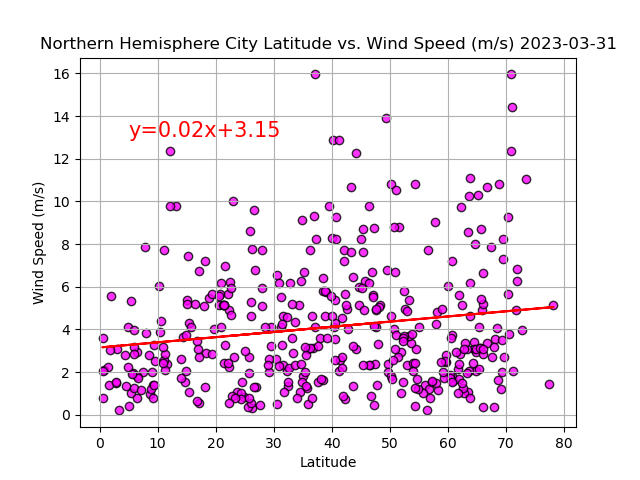 Northern Hemisphere City Latitude vs. Wind Speed (m/s) 2023-03-31
16
14
12
10
8
6
4
2
0
Wind Speed (m/s)
y=0.02x+3.15
0 10 20 30 40 50 60 70 80
Latitude